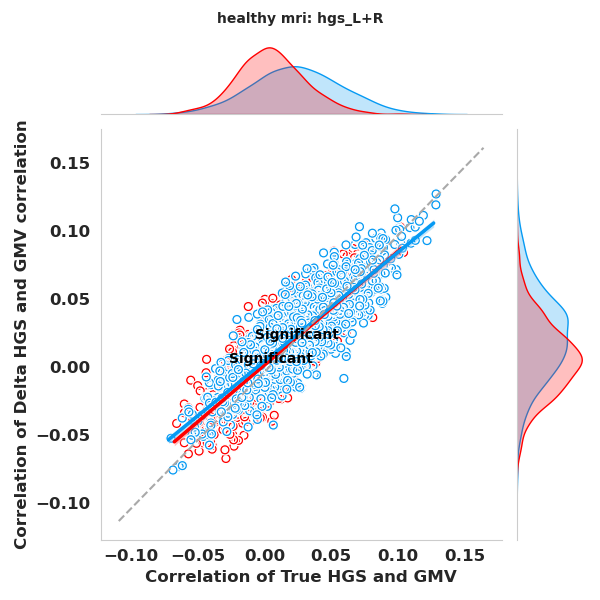 healthy mri: hgs_L+R
Correlation of Delta HGS and GMV correlation
0.15
0.10
0.05
0.00
−0.05
−0.10
Significant
Significant
−0.10 −0.05 0.00 0.05 0.10 0.15
Correlation of True HGS and GMV